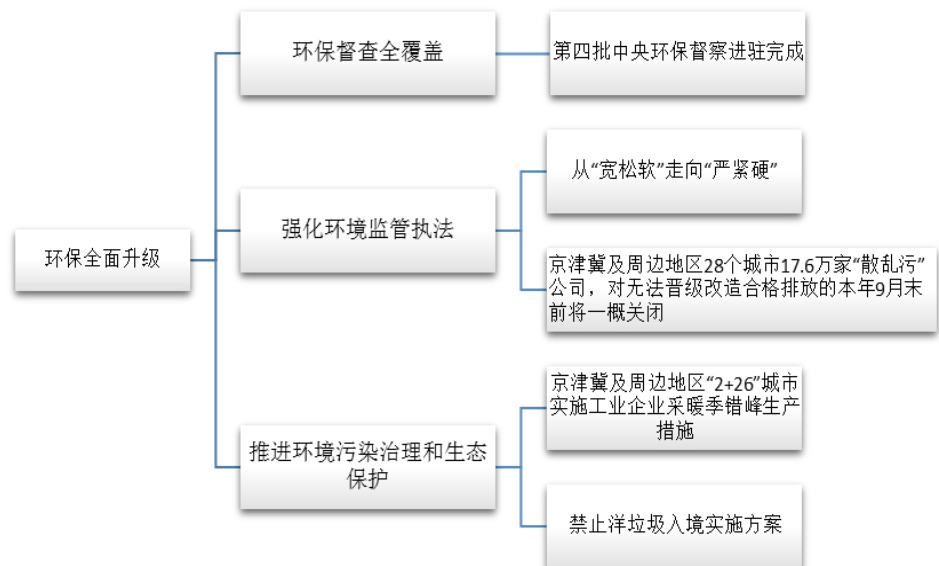 环保督查全覆盖
第四批中央环保督察进驻完成
从“宽松软”走向“严紧硬”
强化环境监管执法
环保全面升级
京津冀及周边地区28个城市17.6万家“散乱污”
公司，对无法晋级改造合格排放的本年9月末
前将一概关闭
京津冀及周边地区“2+26”城市
实施工业企业采暖季错峰生产
措施
推进环境污染治理和生态
保护
禁止洋垃圾入境实施方案